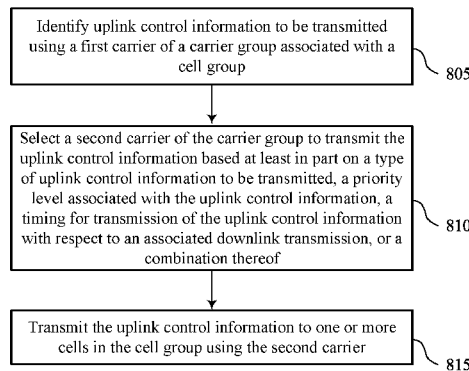 Identify uplink control information to be transmitted
using a first carrier of a carrier group associated with a
cell group
805
Select a second carrier of the carrier group to transmit the
uplink control information based at least in part on a type
of uplink control information to be transmitted, a priority
level associated with the uplink control information, a
timing for transmission of the uplink control information
with respect to an associated downlink transmission, or a
combination thereof
810
Transmit the uplink control information to one or more
cells in the cell group using the second carrier
815